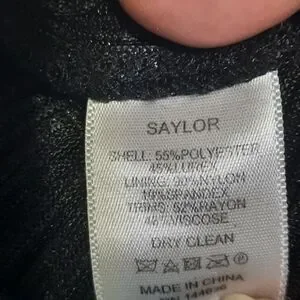 SAYLOR
SHELL: 55%POLYESTER
45%LUREX
LINING: 90%NYLON
10%SPANDEX
TRIMS: 52%RAYON
VISCOSE
DRY CLEAN
MADE IN CHINA